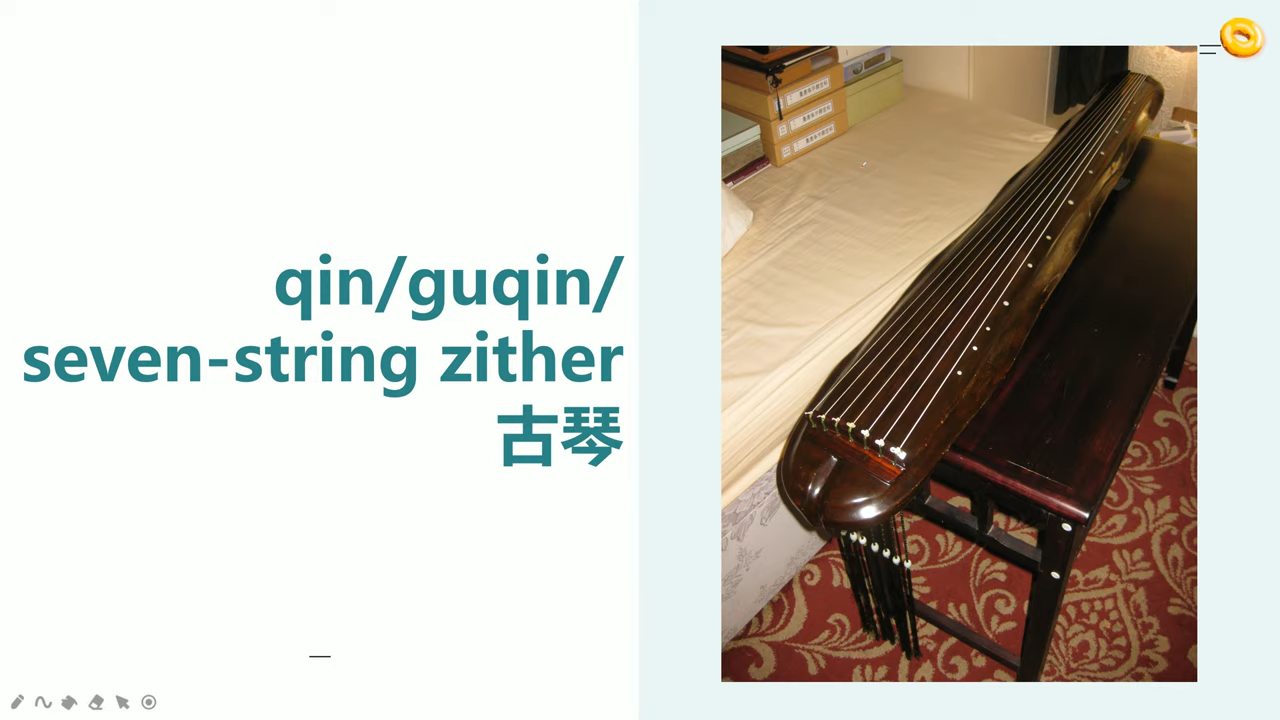 qin/guqin/
seven-string zither
古琴